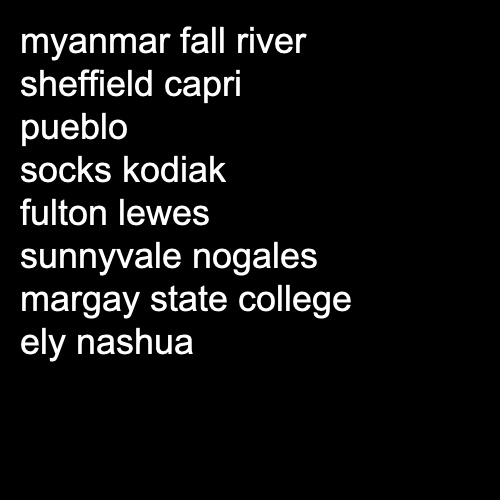 myanmar fall river
sheffield capri
pueblo
socks kodiak
fulton lewes
sunnyvale nogales
margay state college
ely nashua